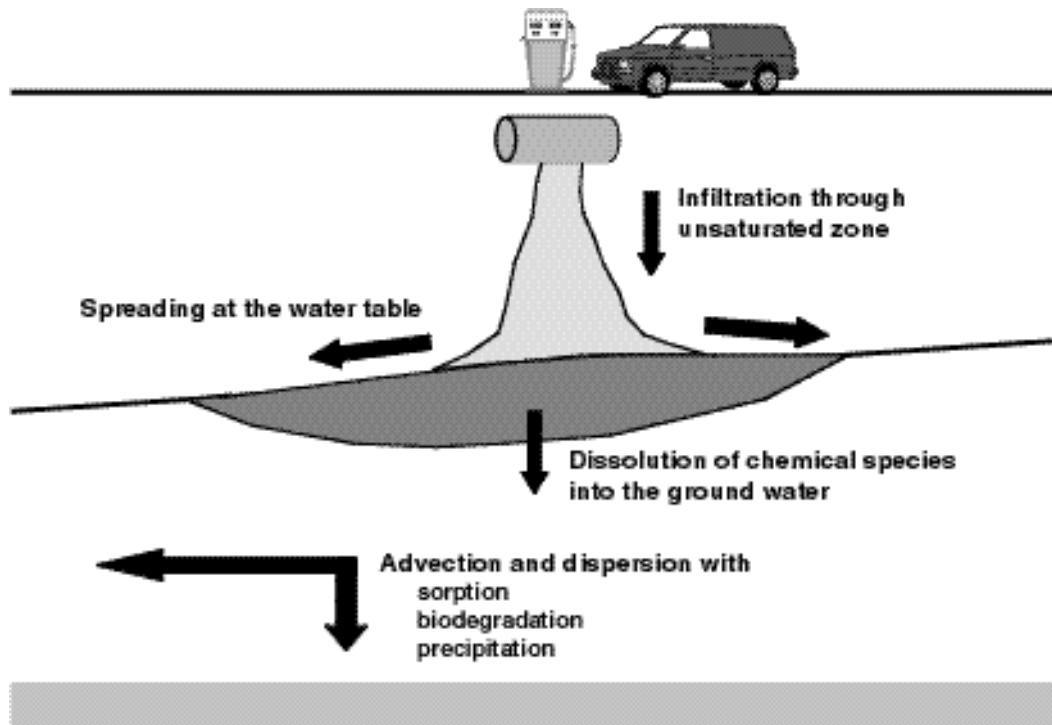 Infiltration through
unsaturated zone
Spreading at the water table
Dissolution of chemical species
into the ground water
Advection and dispersion with
sorption
biodegradation
precipitation